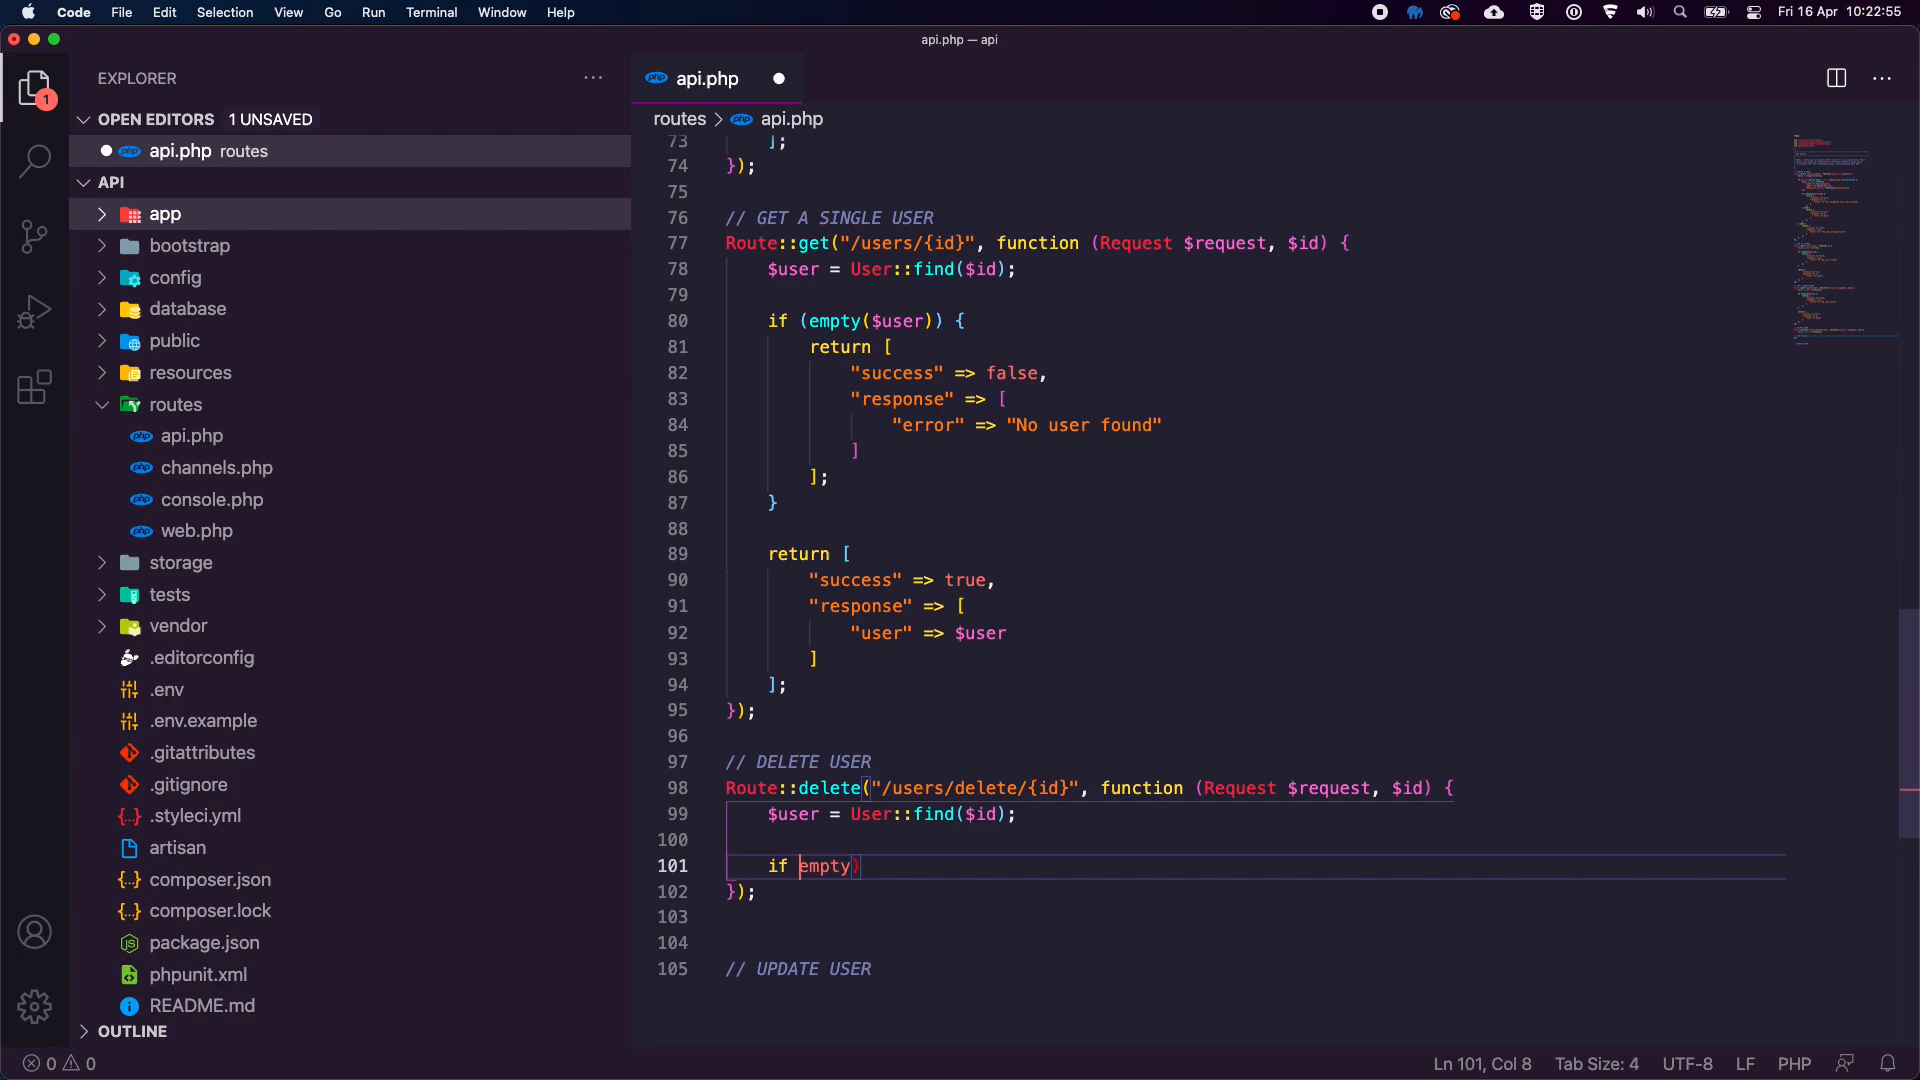 Code File Edit Selection View Go Run Terminal Window Help Fri 16 Apr 10:22:55
api.php — api
EXPLORER
OPEN EDITORS 1 UNSAVED
api.php routes
API
app
bootstrap
config
database
public
resources
routes
api.php
channels.php
console.php
web.php
storage
tests
vendor
.editorconfig
.env
.env.example
.gitattributes
.gitignore
.styleci.yml
artisan
composer.json
composer.lock
package.json
phpunit.xml
README.md
OUTLINE
1
php api.php
routes > php api.php
73 ];
74 });
75
76 // GET A SINGLE USER
77 Route::get("/users/{id}", function (Request $request, $id) {
78 $user = User::find($id);
79
80 if (empty($user)) {
81 return [
82 "success" => false,
83 "response" => [
84 "error" => "No user found"
85 ]
86 ];
87 }
88
89 return [
90 "success" => true,
91 "response" => [
92 "user" => $user
93 ]
94 ];
95 });
96
97 // DELETE USER
98 Route::delete("/users/delete/{id}", function (Request $request, $id) {
99 $user = User::find($id);
100
101 if empty)
102 });
103
104
105 // UPDATE USER
0 0 Ln 101, Col 8 Tab Size: 4 UTF-8 LF PHP